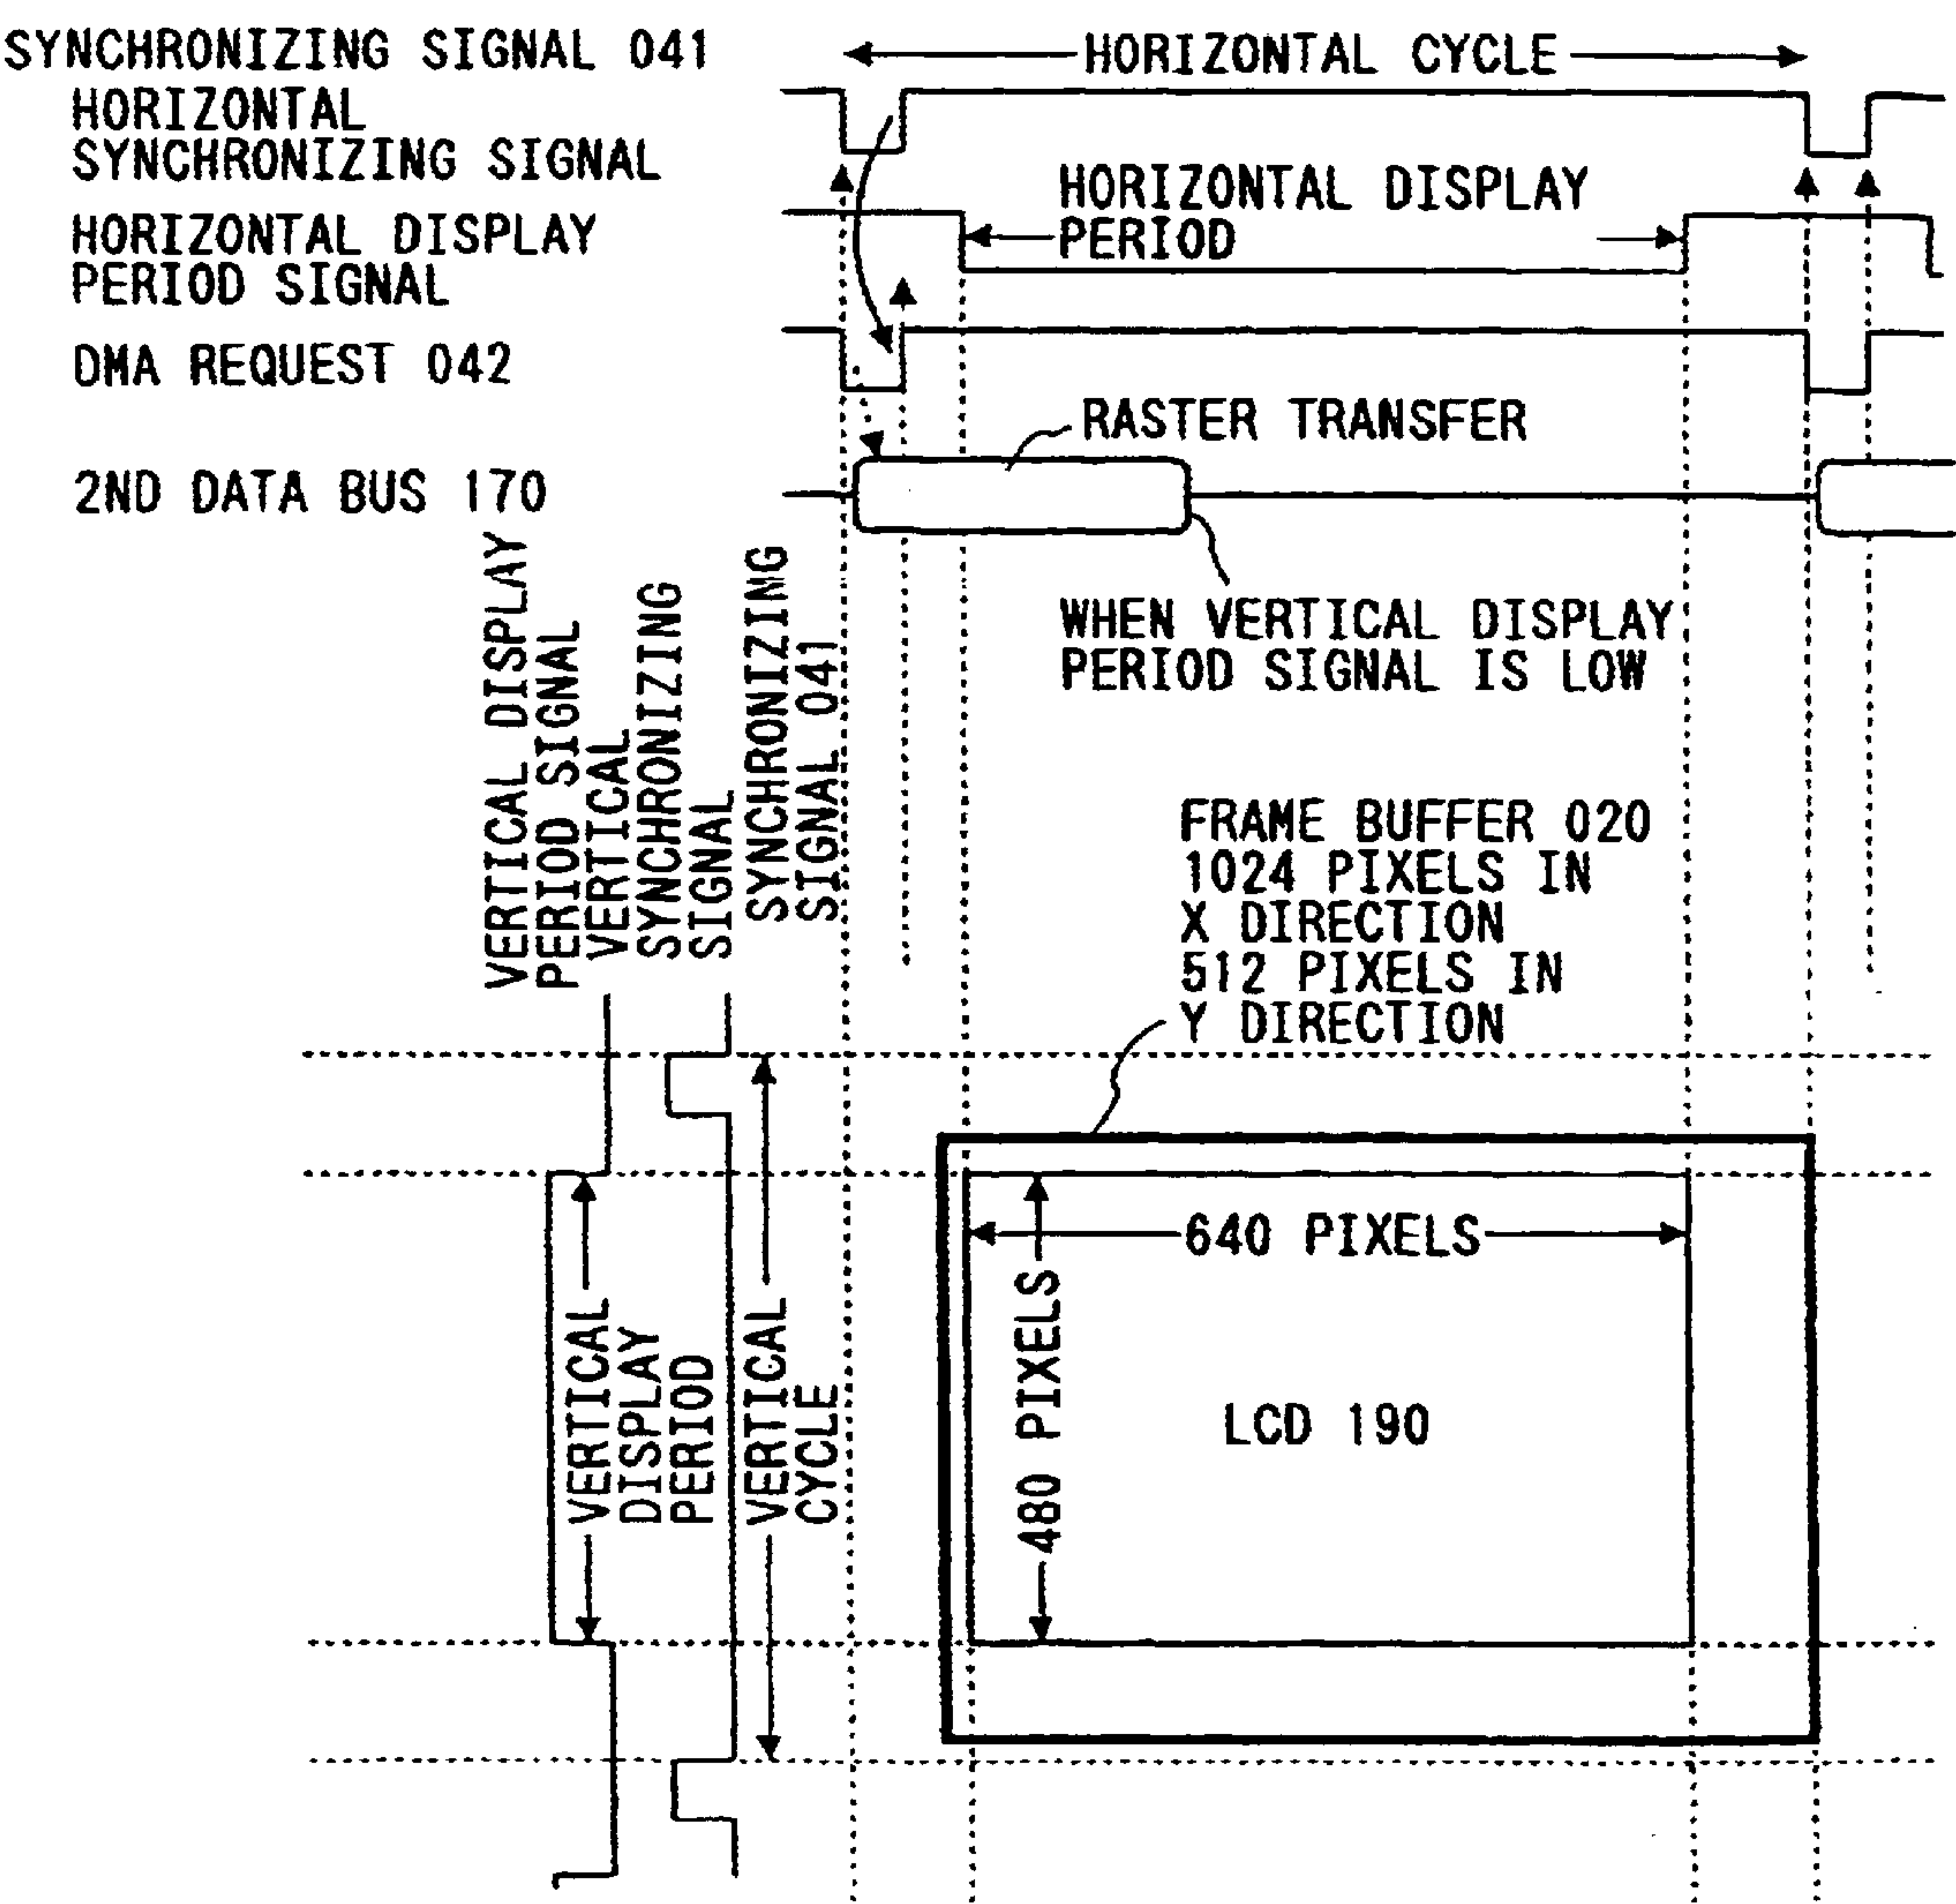 SYNCHRONIZING SIGNAL 041
HORIZONTAL CYCLE
HORIZONTAL
SYNCHRONIZING SIGNAL
HORIZONTAL DISPLAY
PERIOD
HORIZONTAL DISPLAY
PERIOD SIGNAL
DMA REQUEST 042
RASTER TRANSFER
2ND DATA BUS 170
WHEN VERTICAL DISPLAY
PERIOD SIGNAL IS LOW
VERTICAL DISPLAY
PERIOD SIGNAL
VERTICAL
SYNCHRONIZING
SIGNAL
SYNCHRONIZING
SIGNAL 041
FRAME BUFFER 020
1024 PIXELS IN
X DIRECTION
512 PIXELS IN
Y DIRECTION
640 PIXELS
480 PIXELS
LCD 190
VERTICAL
DISPLAY
PERIOD
VERTICAL
CYCLE